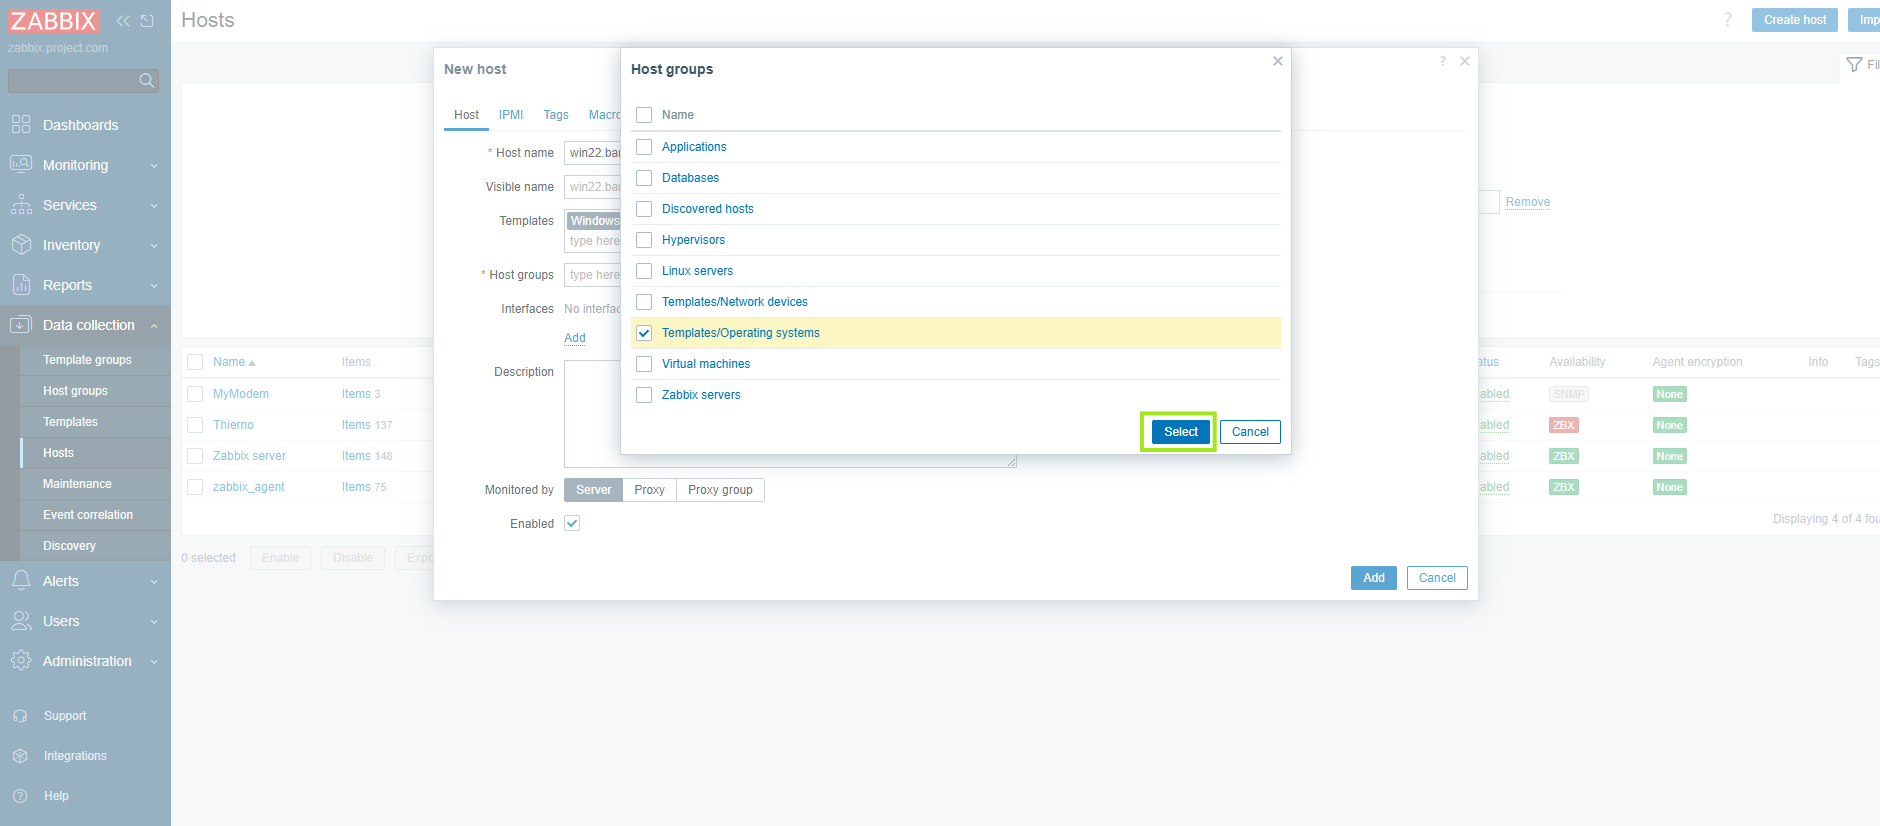 ZABBIX
zabbix.project.com
Dashboards
Monitoring
Services
Inventory
Reports
Data collection
Template groups
Host groups
Templates
Hosts
Maintenance
Event correlation
Discovery
Alerts
Users
Administration
Support
Integrations
Help
Hosts
?
Create host
Imp
Fil
Remove
New host
?
Host IPMI Tags Macro
* Host name win22.bar
Visible name win22.ba
Templates Windows
type here
* Host groups type here
Interfaces No interfac
Add
Description
Monitored by Server Proxy Proxy group
Enabled
Add Cancel
Host groups
Name
Applications
Databases
Discovered hosts
Hypervisors
Linux servers
Templates/Network devices
Templates/Operating systems
Virtual machines
Zabbix servers
Select Cancel
Name Items atus Availability Agent encryption Info Tags
MyModem Items 3 abled SNMP None
Thierno Items 137 abled ZBX None
Zabbix server Items 148 abled ZBX None
zabbix_agent Items 75 abled ZBX None
Displaying 4 of 4 fou
0 selected Enable Disable Expo